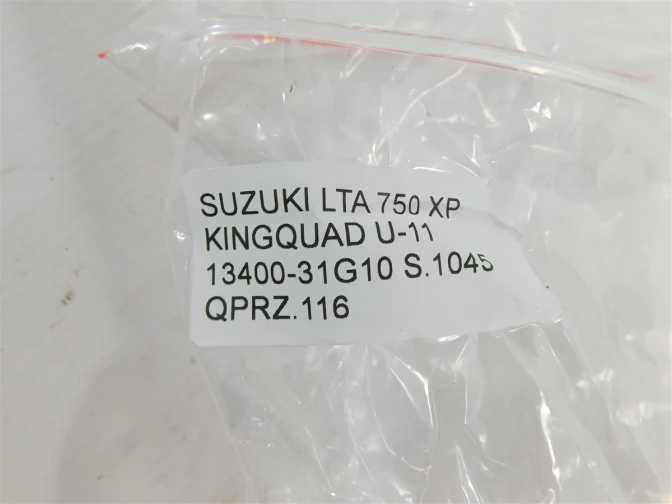 SUZUKI LTA 750 XP
KINGQUAD U-11
13400-31G10 S.1045
QPRZ.116